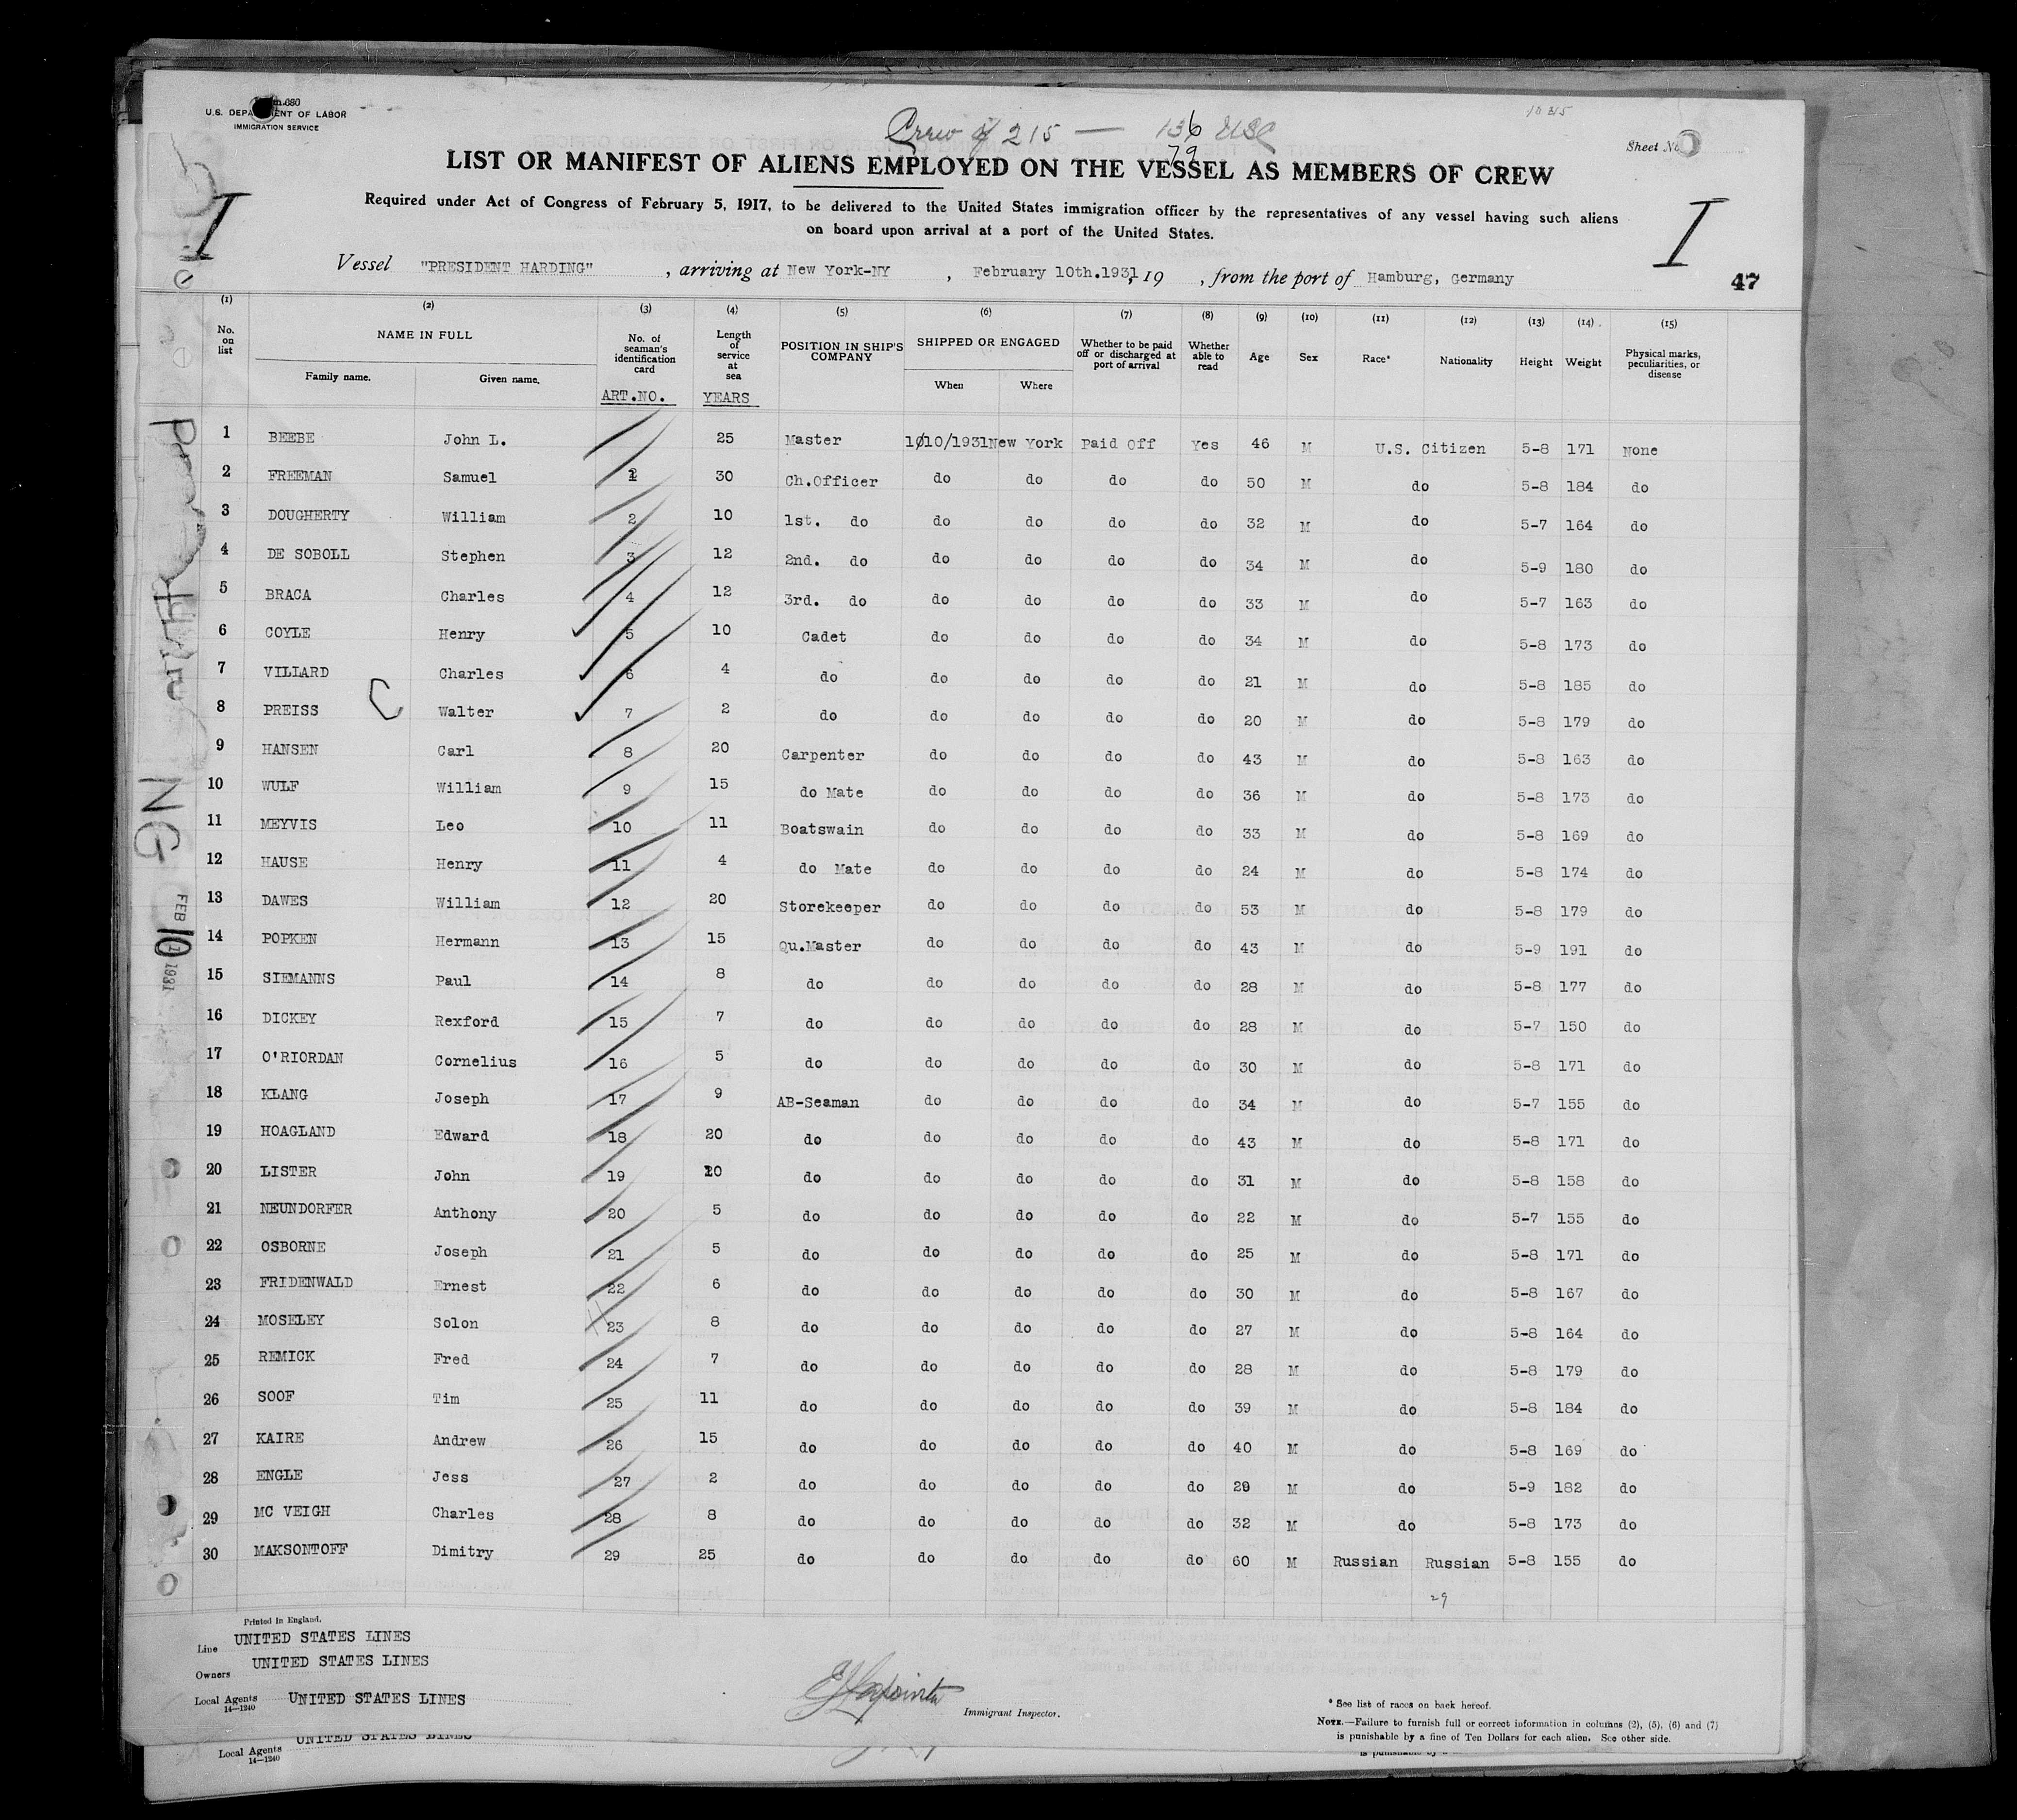 U.S. DEPARTMENT OF LABOR
IMMIGRATION SERVICE
Crew of 215 — 136 USC
79
Sheet No.
LIST OR MANIFEST OF ALIENS EMPLOYED ON THE VESSEL AS MEMBERS OF CREW
I I
Required under Act of Congress of February 5, 1917, to be delivered to the United States immigration officer by the representatives of any vessel having such aliens
on board upon arrival at a port of the United States.
Vessel "PRESIDENT HARDING", arriving at New York-NY, February 10th.1931, 19, from the port of Hamburg, Germany
47
(1) (2) (3) (4) (5) (6) (7) (8) (9) (10) (11) (12) (13) (14) (15)
No. on list NAME IN FULL No. of seaman's identification card Length of service at sea POSITION IN SHIP'S COMPANY SHIPPED OR ENGAGED Whether to be paid off or discharged at port of arrival Whether able to read Age Sex Race* Nationality Height Weight Physical marks, peculiarities, or disease
Family name. Given name. When Where
ART.NO. YEARS
1 BEEBE John L. 25 Master 1010/1931 New York Paid Off Yes 46 M U.S. Citizen 5-8 171 None
2 FREEMAN Samuel 1 30 Ch.Officer do do do do 50 M do 5-8 184 do
3 DOUGHERTY William 2 10 1st. do do do do do 32 M do 5-7 164 do
4 DE SOBOLL Stephen 3 12 2nd. do do do do do 34 M do 5-9 180 do
5 BRACA Charles 4 12 3rd. do do do do do 33 M do 5-7 163 do
6 COYLE Henry 5 10 Cadet do do do do 34 M do 5-8 173 do
7 VILLARD Charles 6 4 do do do do do 21 M do 5-8 185 do
8 PREISS Walter 7 2 do do do do do 20 M do 5-8 179 do
9 HANSEN Carl 8 20 Carpenter do do do do 43 M do 5-8 163 do
10 WULF William 9 15 do Mate do do do do 36 M do 5-8 173 do
11 MEYVIS Leo 10 11 Boatswain do do do do 33 M do 5-8 169 do
12 HAUSE Henry 11 4 do Mate do do do do 24 M do 5-8 174 do
13 DAWES William 12 20 Storekeeper do do do do 53 M do 5-8 179 do
14 POPKEN Hermann 13 15 Qu.Master do do do do 43 M do 5-9 191 do
15 SIEMANNS Paul 14 8 do do do do do 28 M do 5-8 177 do
16 DICKEY Rexford 15 7 do do do do do 28 M do 5-7 150 do
17 O'RIORDAN Cornelius 16 5 do do do do do 30 M do 5-8 171 do
18 KLANG Joseph 17 9 AB-Seaman do do do do 34 M do 5-7 155 do
19 HOAGLAND Edward 18 20 do do do do do 43 M do 5-8 171 do
20 LISTER John 19 10 do do do do do 31 M do 5-8 158 do
21 NEUNDORFER Anthony 20 5 do do do do do 22 M do 5-7 155 do
22 OSBORNE Joseph 21 5 do do do do do 25 M do 5-8 171 do
23 FRIDENWALD Ernest 22 6 do do do do do 30 M do 5-8 167 do
24 MOSELEY Solon 23 8 do do do do do 27 M do 5-8 164 do
25 REMICK Fred 24 7 do do do do do 28 M do 5-8 179 do
26 SOOF Tim 25 11 do do do do do 39 M do 5-8 184 do
27 KAIRE Andrew 26 15 do do do do do 40 M do 5-8 169 do
28 ENGLE Jess 27 2 do do do do do 29 M do 5-9 182 do
29 MC VEIGH Charles 28 8 do do do do do 32 M do 5-8 173 do
30 MAKSONTOFF Dimitry 29 25 do do do do do 60 M Russian Russian 5-8 155 do
29
NG
FEB 10 1931
Printed in England.
Line UNITED STATES LINES
Owners UNITED STATES LINES
Local Agents UNITED STATES LINES
14—1240
Immigrant Inspector.
* See list of races on back hereof.
NOTE.—Failure to furnish full or correct information in columns (2), (5), (6) and (7)
is punishable by a fine of Ten Dollars for each alien. See other side.
Local Agents UNITED STATES LINES
14—1240
is punishable by a